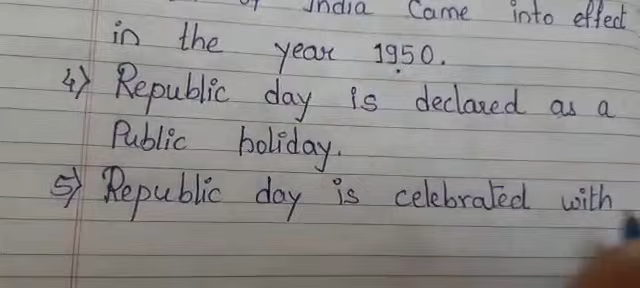 of India Came into effect
in the year 1950.
4) Republic day is declared as a
Public holiday.
5) Republic day is celebrated with